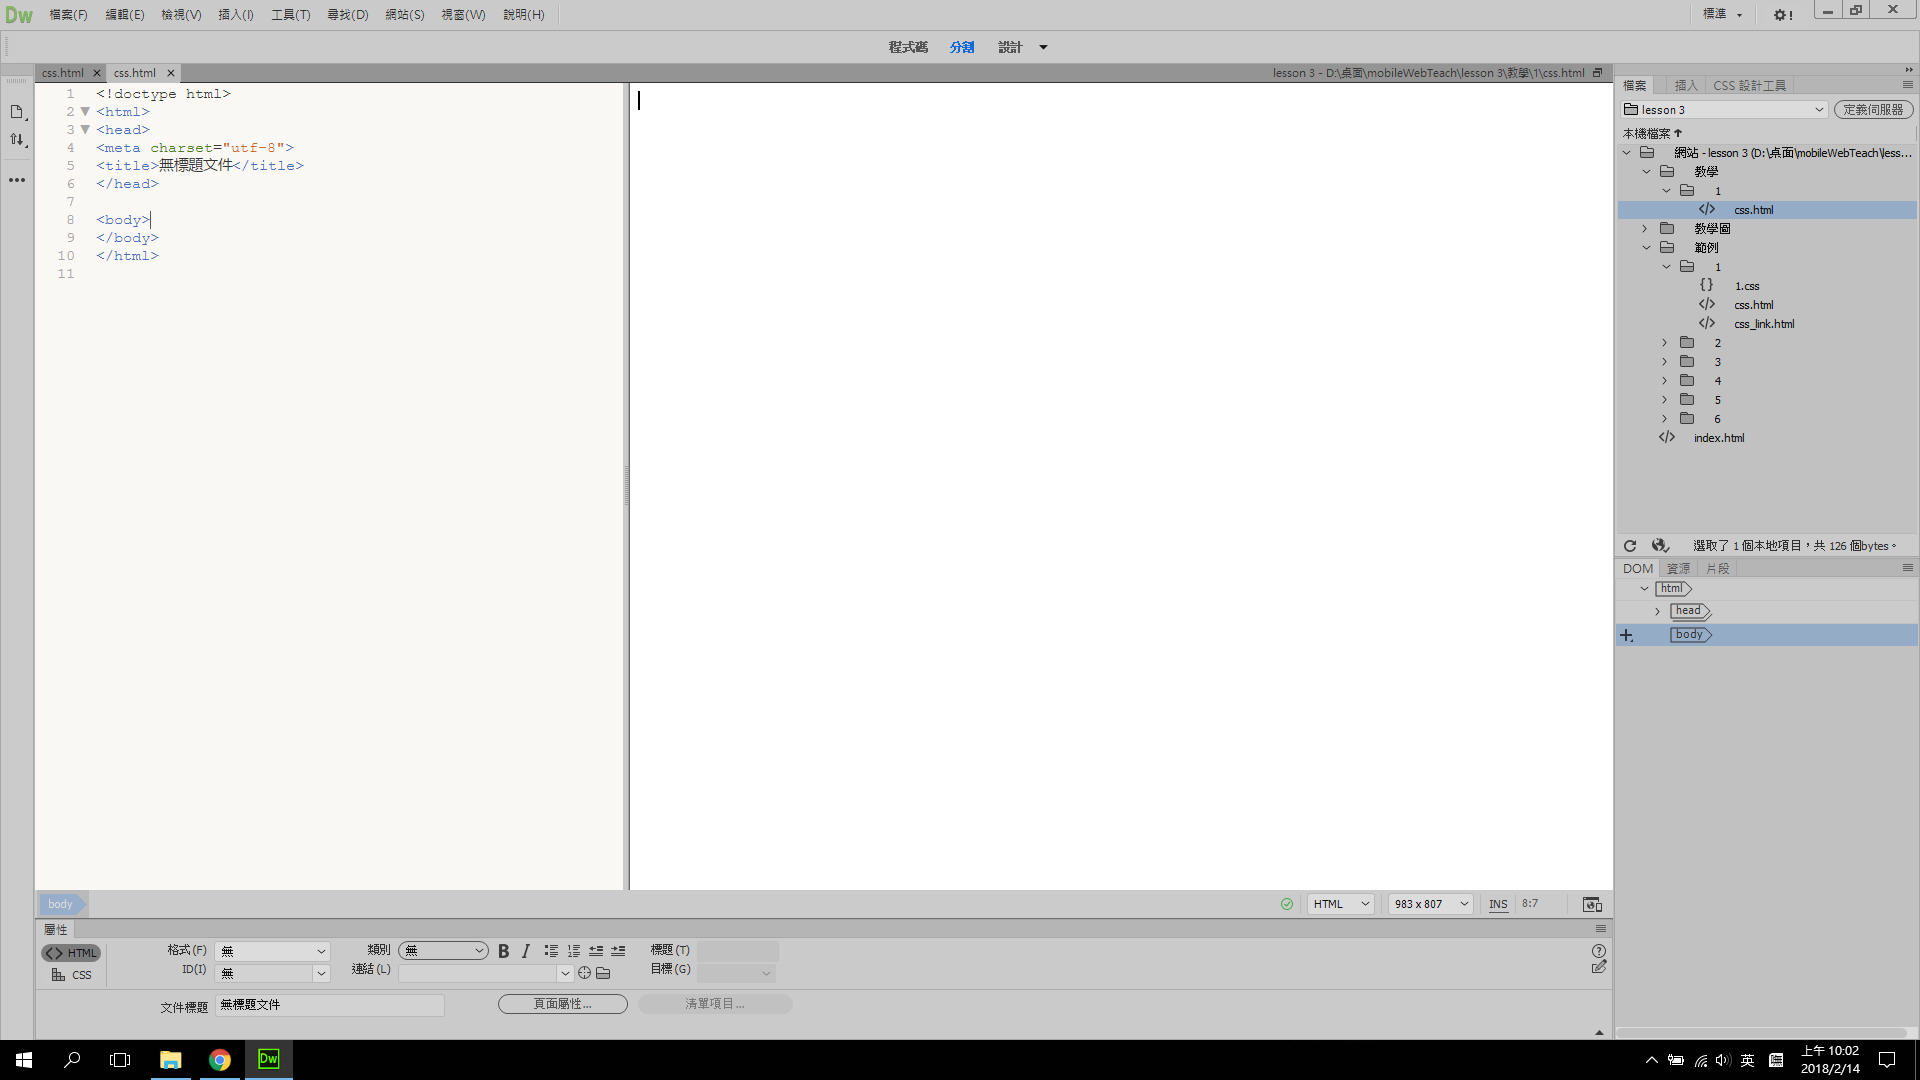 Dw 檔案(F) 編輯(E) 檢視(V) 插入(I) 工具(T) 尋找(D) 網站(S) 視窗(W) 說明(H) 標準
程式碼 分割 設計
css.html css.html lesson 3 - D:\桌面\mobileWebTeach\lesson 3\教學\1\css.html
1 <!doctype html>
2 <html>
3 <head>
4 <meta charset="utf-8">
5 <title>無標題文件</title>
6 </head>
7
8 <body>
9 </body>
10 </html>
11
檔案 插入 CSS 設計工具
lesson 3 定義伺服器
本機檔案
網站 - lesson 3 (D:\桌面\mobileWebTeach\less...
教學
1
css.html
教學圖
範例
1
1.css
css.html
css_link.html
2
3
4
5
6
index.html
選取了 1 個本地項目，共 126 個bytes。
DOM 資源 片段
html
head
body
body HTML 983 x 807 INS 8:7
屬性
HTML 格式(F) 無 類別 無 B I 標題(T)
CSS ID(I) 無 連結(L) 目標(G)
文件標題 無標題文件 頁面屬性... 清單項目...
Dw 英 上午 10:02
2018/2/14